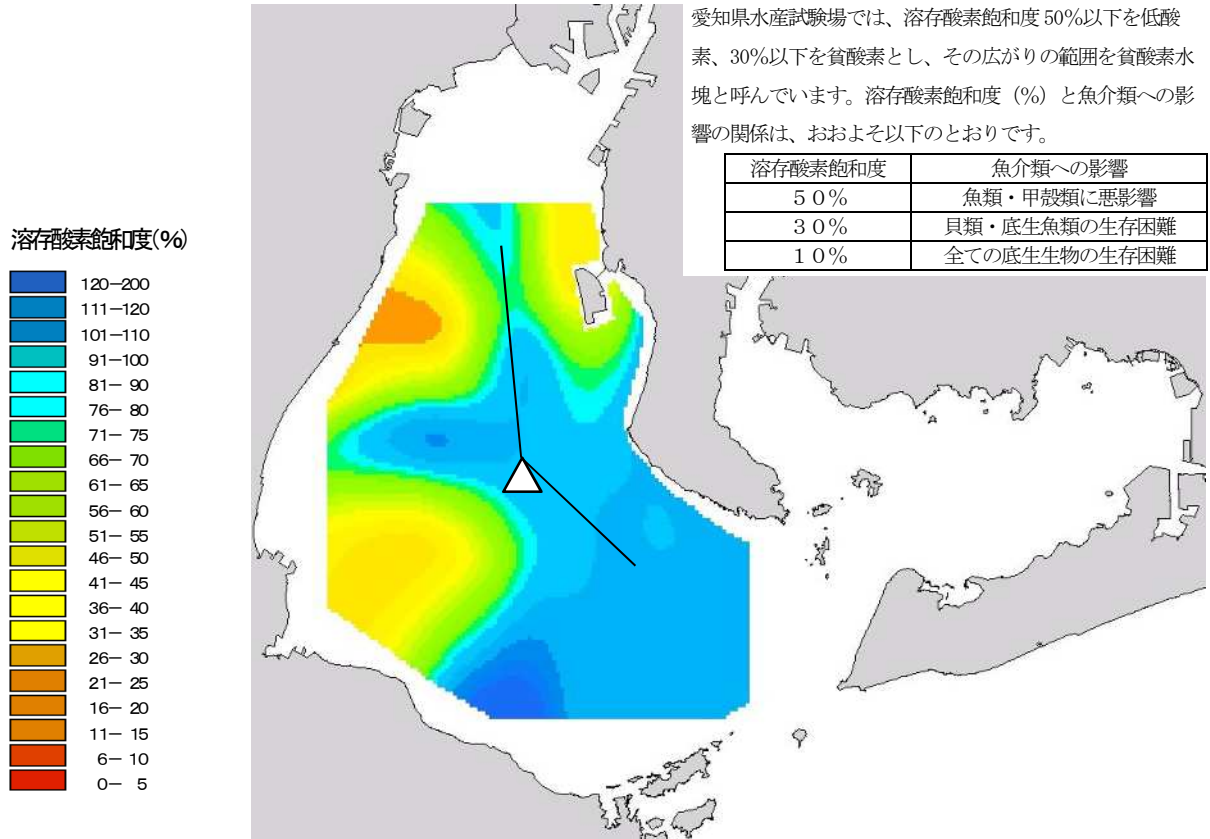 愛知県水産試験場では、溶存酸素飽和度 50%以下を低酸
素、30%以下を貧酸素とし、その広がりの範囲を貧酸素水
塊と呼んでいます。溶存酸素飽和度（%）と魚介類への影
響の関係は、おおよそ以下のとおりです。
溶存酸素飽和度 魚介類への影響
５０% 魚類・甲殻類に悪影響
３０% 貝類・底生魚類の生存困難
１０% 全ての底生生物の生存困難
溶存酸素飽和度(%)
120－200
111－120
101－110
91－100
81－ 90
76－ 80
71－ 75
66－ 70
61－ 65
56－ 60
51－ 55
46－ 50
41－ 45
36－ 40
31－ 35
26－ 30
21－ 25
16－ 20
11－ 15
6－ 10
0－ 5